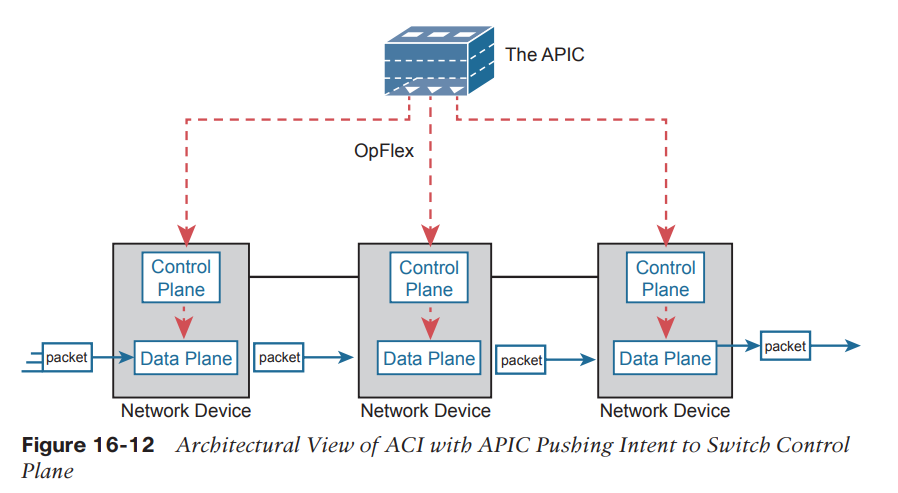 The APIC
OpFlex
Control
Plane
Control
Plane
Control
Plane
packet
Data Plane
packet
Data Plane
packet
Data Plane
packet
Network Device
Network Device
Network Device
Figure 16-12 Architectural View of ACI with APIC Pushing Intent to Switch Control
Plane